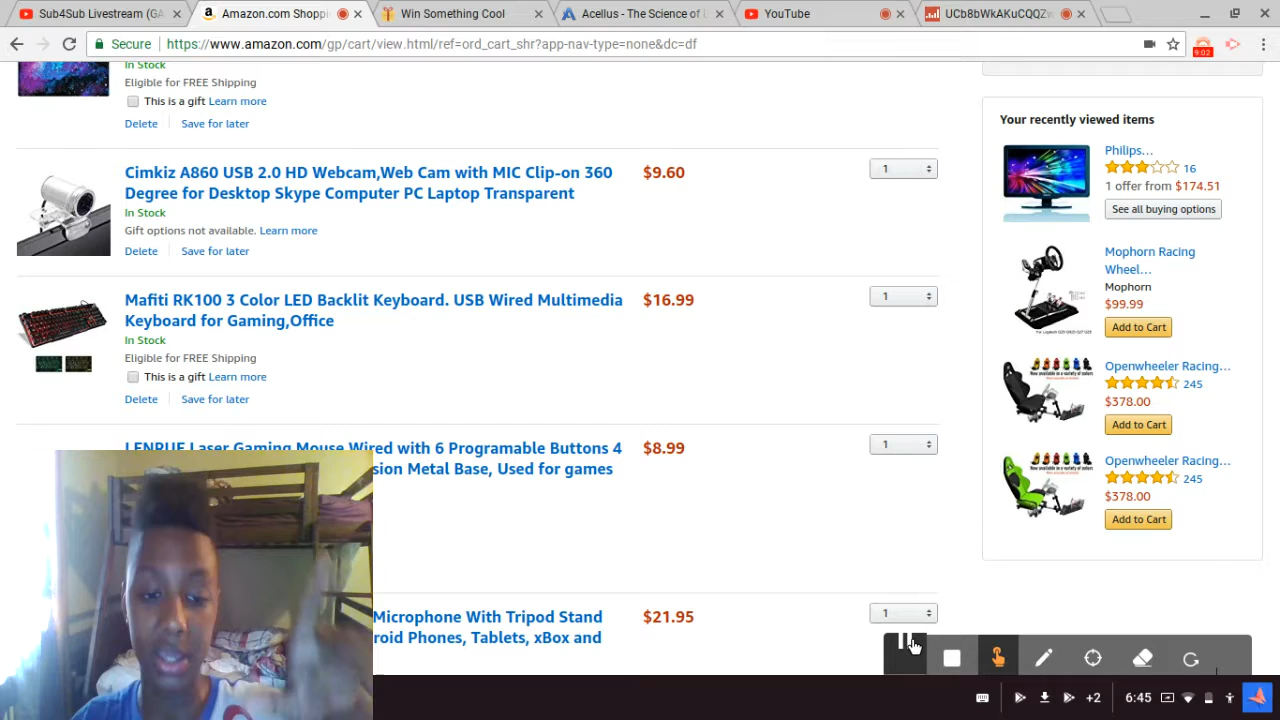 Sub4Sub Livestream (GA
Amazon.com Shoppi
Win Something Cool
Acellus - The Science of L
YouTube
UCb8bWkAKuCQQZw
Secure
https://www.amazon.com/gp/cart/view.html/ref=ord_cart_shr?app-nav-type=none&dc=df
9:02
In Stock
Eligible for FREE Shipping
This is a gift Learn more
Delete Save for later
Cimkiz A860 USB 2.0 HD Webcam,Web Cam with MIC Clip-on 360
Degree for Desktop Skype Computer PC Laptop Transparent
$9.60
1
In Stock
Gift options not available. Learn more
Delete Save for later
Mafiti RK100 3 Color LED Backlit Keyboard. USB Wired Multimedia
Keyboard for Gaming,Office
$16.99
1
In Stock
Eligible for FREE Shipping
This is a gift Learn more
Delete Save for later
LENRUE Laser Gaming Mouse Wired with 6 Programable Buttons 4
sion Metal Base, Used for games
$8.99
1
Microphone With Tripod Stand
roid Phones, Tablets, xBox and
$21.95
1
Your recently viewed items
Philips...
16
1 offer from $174.51
See all buying options
Mophorn Racing
Wheel...
Mophorn
$99.99
Add to Cart
Openwheeler Racing...
245
$378.00
Add to Cart
Openwheeler Racing...
245
$378.00
Add to Cart
+2
6:45